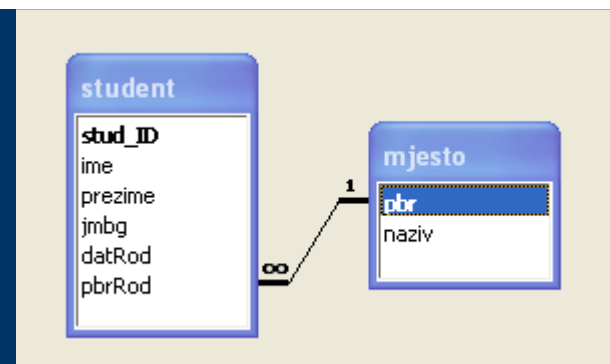 student
stud_ID
ime
prezime
jmbg
datRod
pbrRod
∞
1
mjesto
pbr
naziv